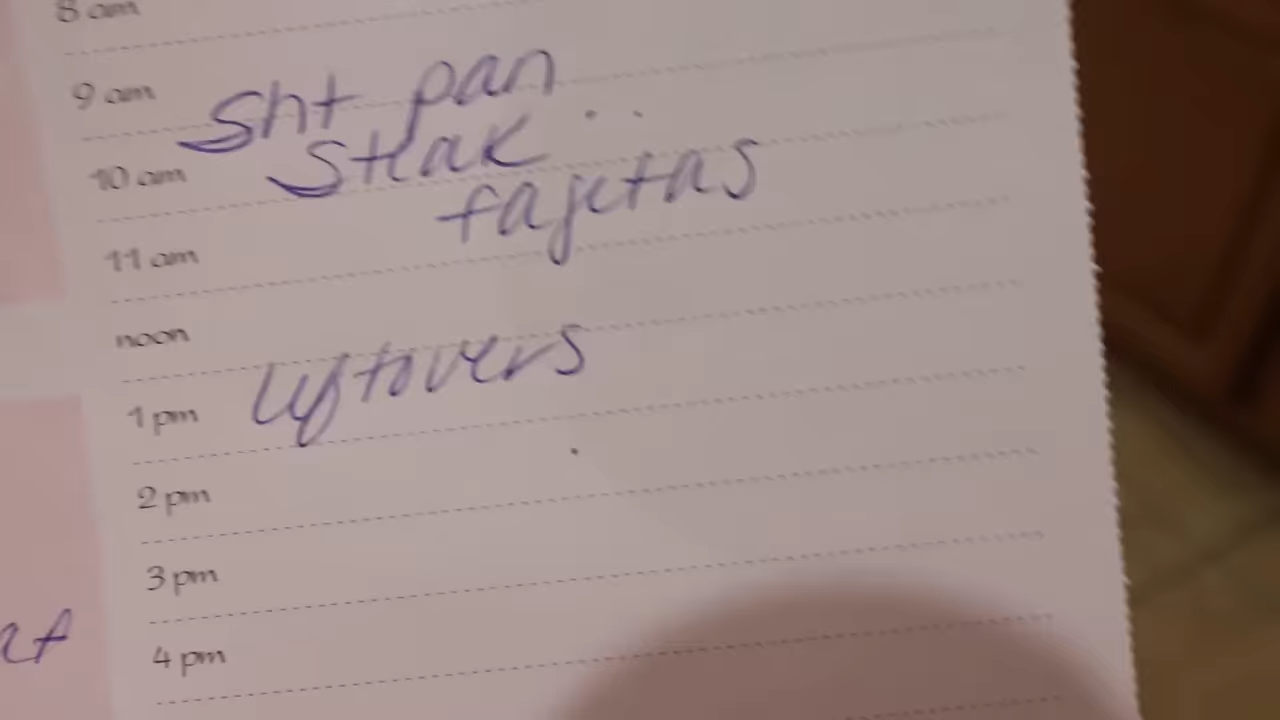 8 am
9 am Sht pan
10 am Steak
fajitas
11 am
noon
1 pm leftovers
2 pm
3 pm
4 pm